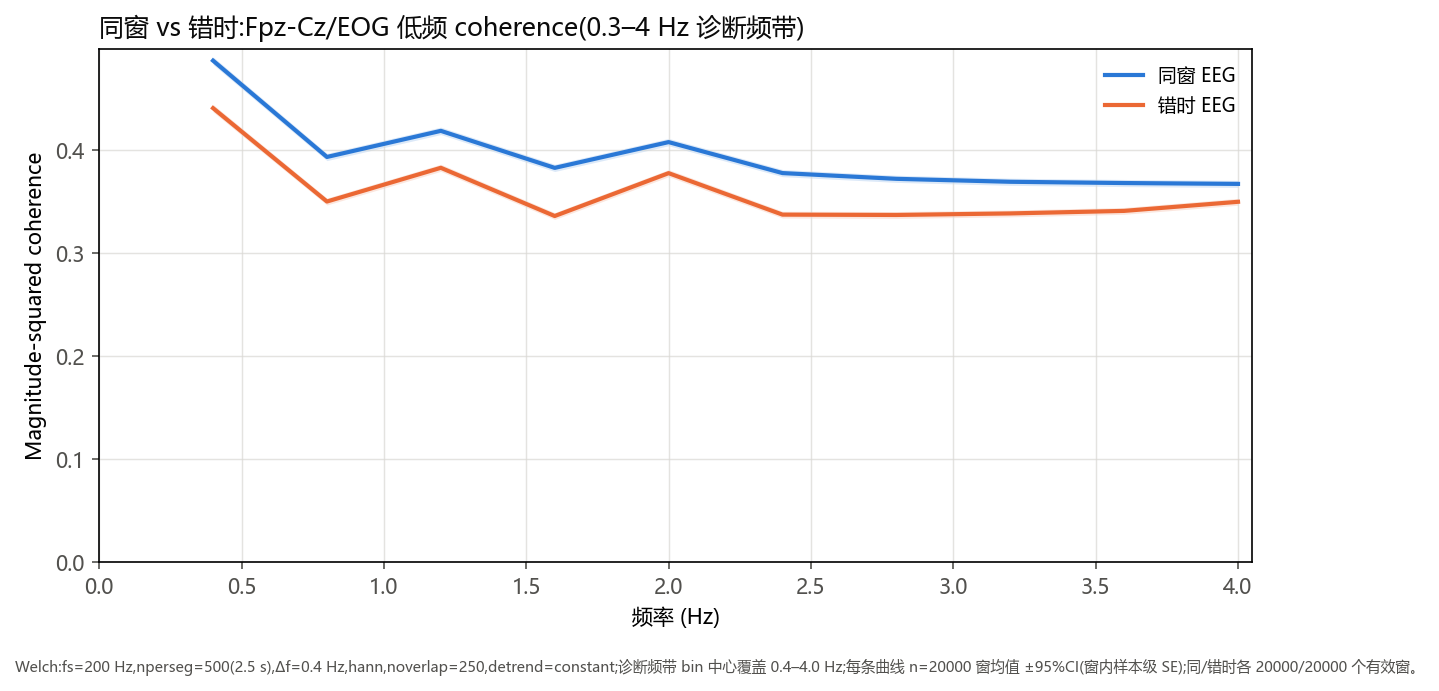 同窗 vs 错时:Fpz-Cz/EOG 低频 coherence(0.3–4 Hz 诊断频带)
同窗 EEG
错时 EEG
Magnitude-squared coherence
0.4
0.3
0.2
0.1
0.0
0.0 0.5 1.0 1.5 2.0 2.5 3.0 3.5 4.0
频率 (Hz)
Welch:fs=200 Hz,nperseg=500(2.5 s),Δf=0.4 Hz,hann,noverlap=250,detrend=constant;诊断频带 bin 中心覆盖 0.4–4.0 Hz;每条曲线 n=20000 窗均值 ±95%CI(窗内样本级 SE);同/错时各 20000/20000 个有效窗。